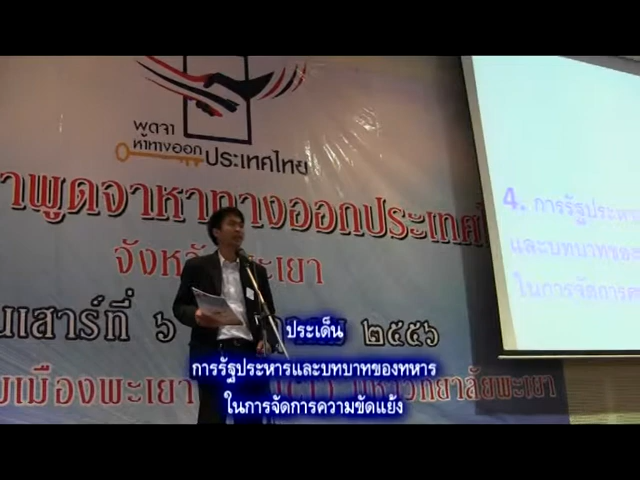 พูดจา
หาทางออก
ประเทศไทย
พูดจาหาทางออกประเทศ
จังหวั ะเยา
นเสาร์ที่ ๖ ๒๕๕๖
เมืองพะเยา มหาวิทยาลัยพะเยา
4. การรัฐประหา
และบทบาทของ
ในการจัดการค
ประเด็น
การรัฐประหารและบทบาทของทหาร
ในการจัดการความขัดแย้ง